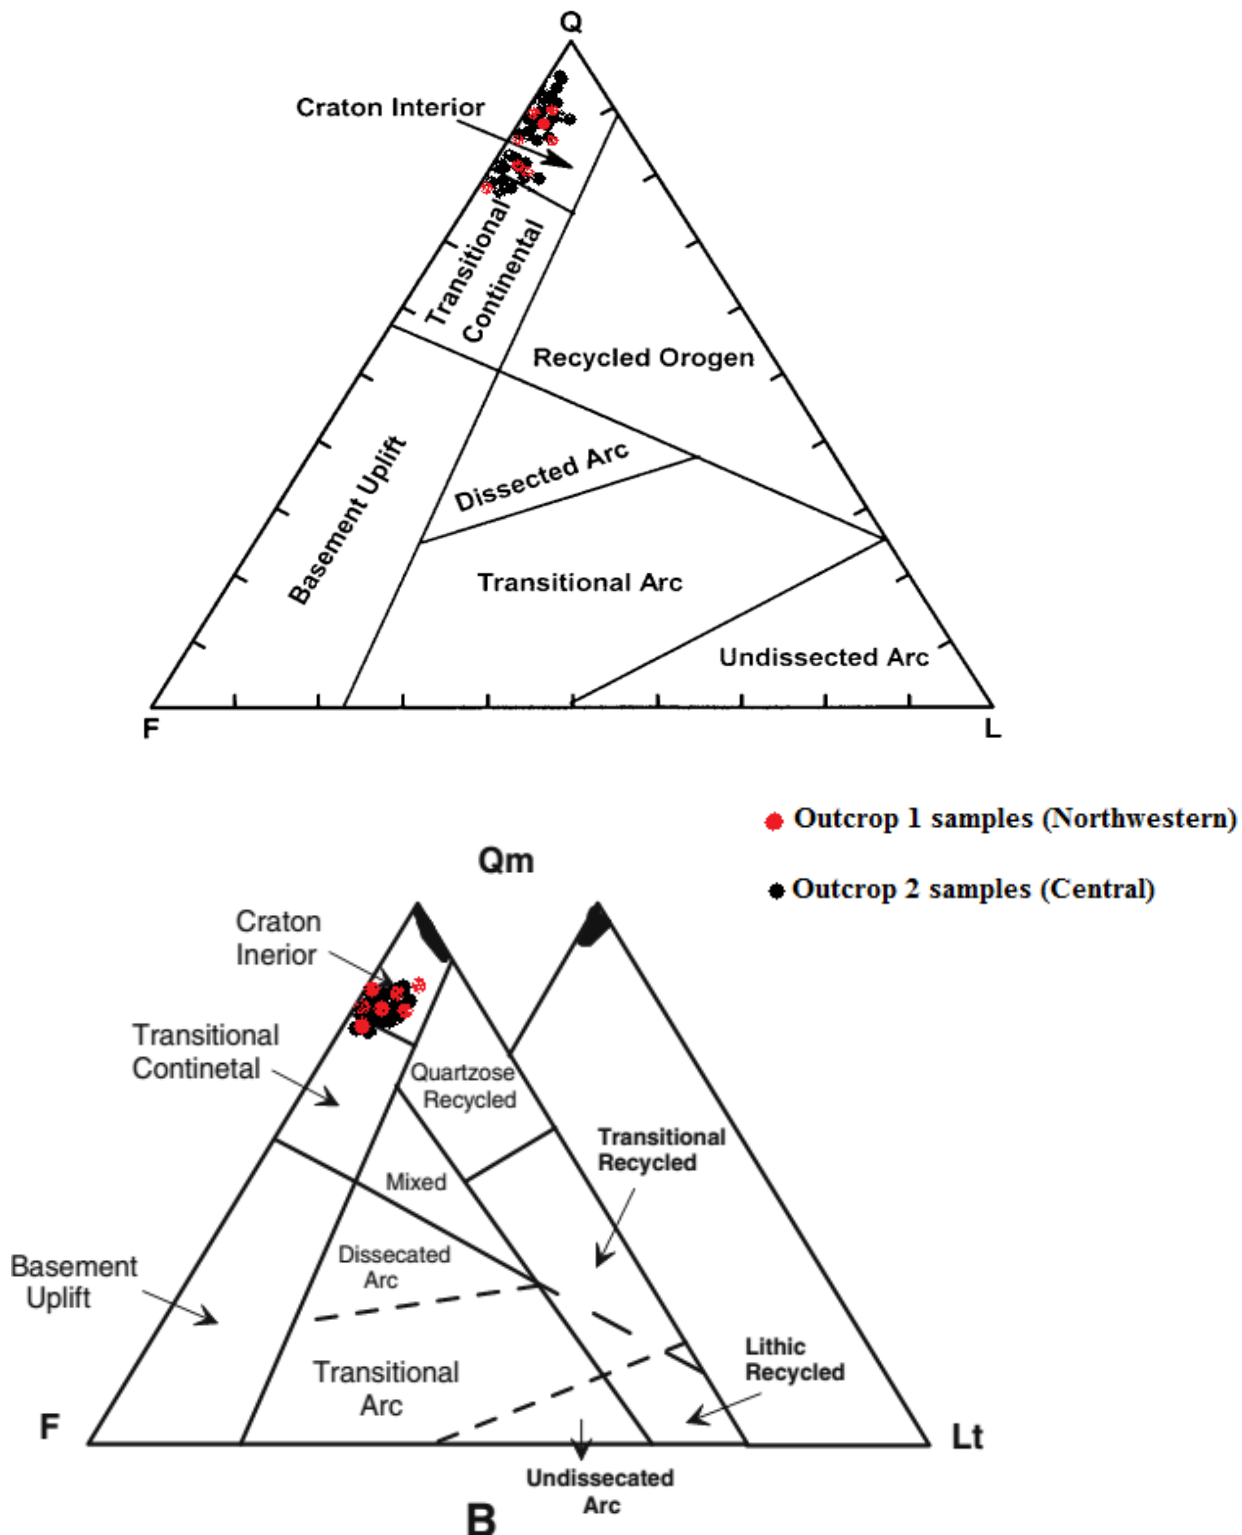 Q
Craton Interior
Transitional
Continental
Recycled Orogen
Dissected Arc
Basement Uplift
Transitional Arc
Undissected Arc
F
L
Outcrop 1 samples (Northwestern)
Outcrop 2 samples (Central)
Qm
Craton
Inerior
Transitional
Continetal
Quartzose
Recycled
Transitional
Recycled
Mixed
Dissecated
Arc
Basement
Uplift
Lithic
Recycled
Transitional
Arc
F
Lt
Undissecated
Arc
B